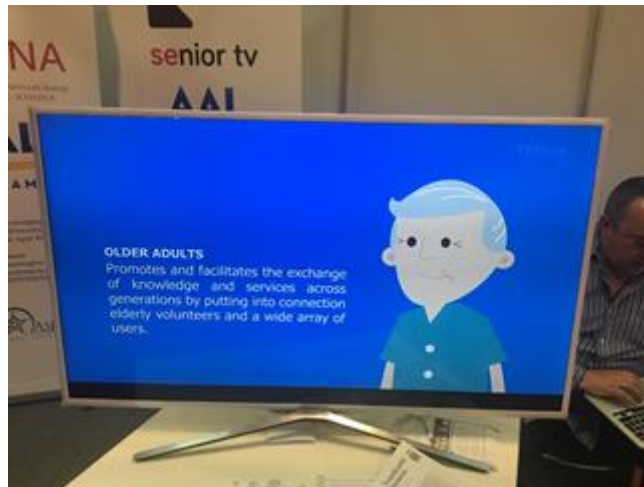 NA
senior tv
AAL
OLDER ADULTS
Promotes and facilitates the exchange
of knowledge and services across
generations by putting into connection
elderly volunteers and a wide array of
users.